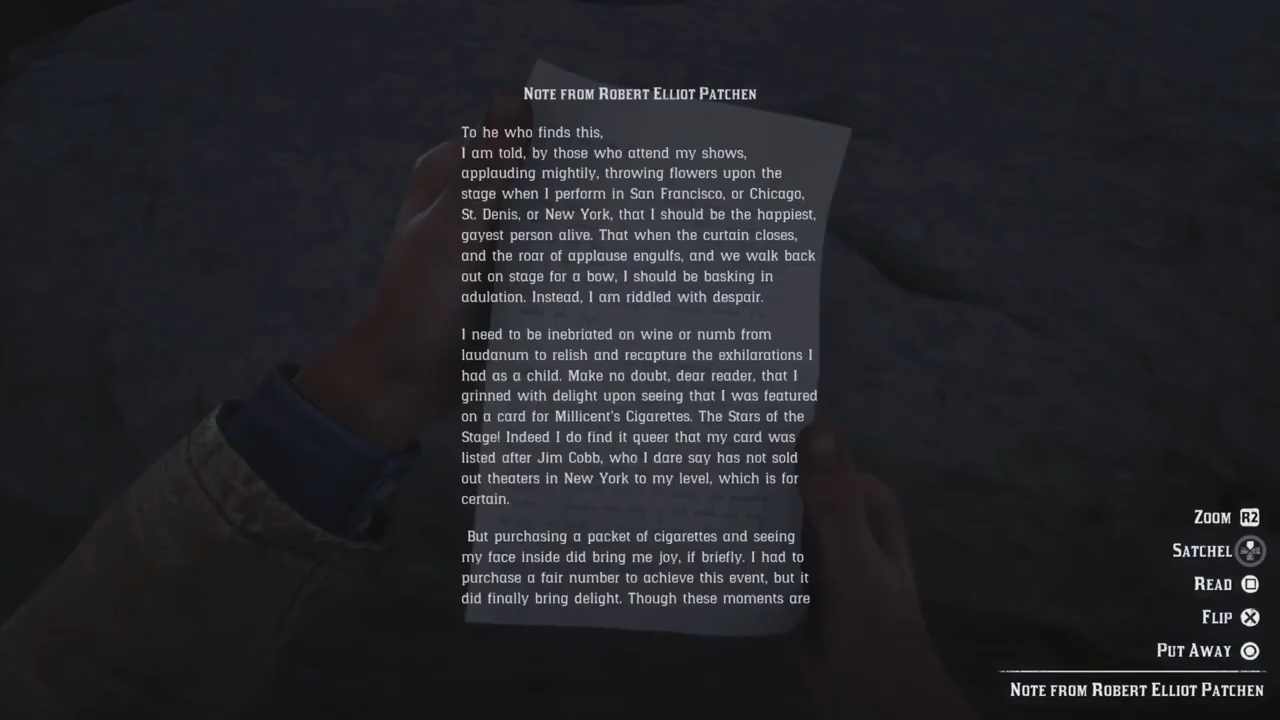 Note from Robert Elliot Patchen
To he who finds this,
I am told, by those who attend my shows,
applauding mightily, throwing flowers upon the
stage when I perform in San Francisco, or Chicago,
St. Denis, or New York, that I should be the happiest,
gayest person alive. That when the curtain closes,
and the roar of applause engulfs, and we walk back
out on stage for a bow, I should be basking in
adulation. Instead, I am riddled with despair.
I need to be inebriated on wine or numb from
laudanum to relish and recapture the exhilarations I
had as a child. Make no doubt, dear reader, that I
grinned with delight upon seeing that I was featured
on a card for Millicent's Cigarettes. The Stars of the
Stage! Indeed I do find it queer that my card was
listed after Jim Cobb, who I dare say has not sold
out theaters in New York to my level, which is for
certain.
But purchasing a packet of cigarettes and seeing
my face inside did bring me joy, if briefly. I had to
purchase a fair number to achieve this event, but it
did finally bring delight. Though these moments are
Zoom R2
Satchel
Read
Flip
Put Away
Note from Robert Elliot Patchen